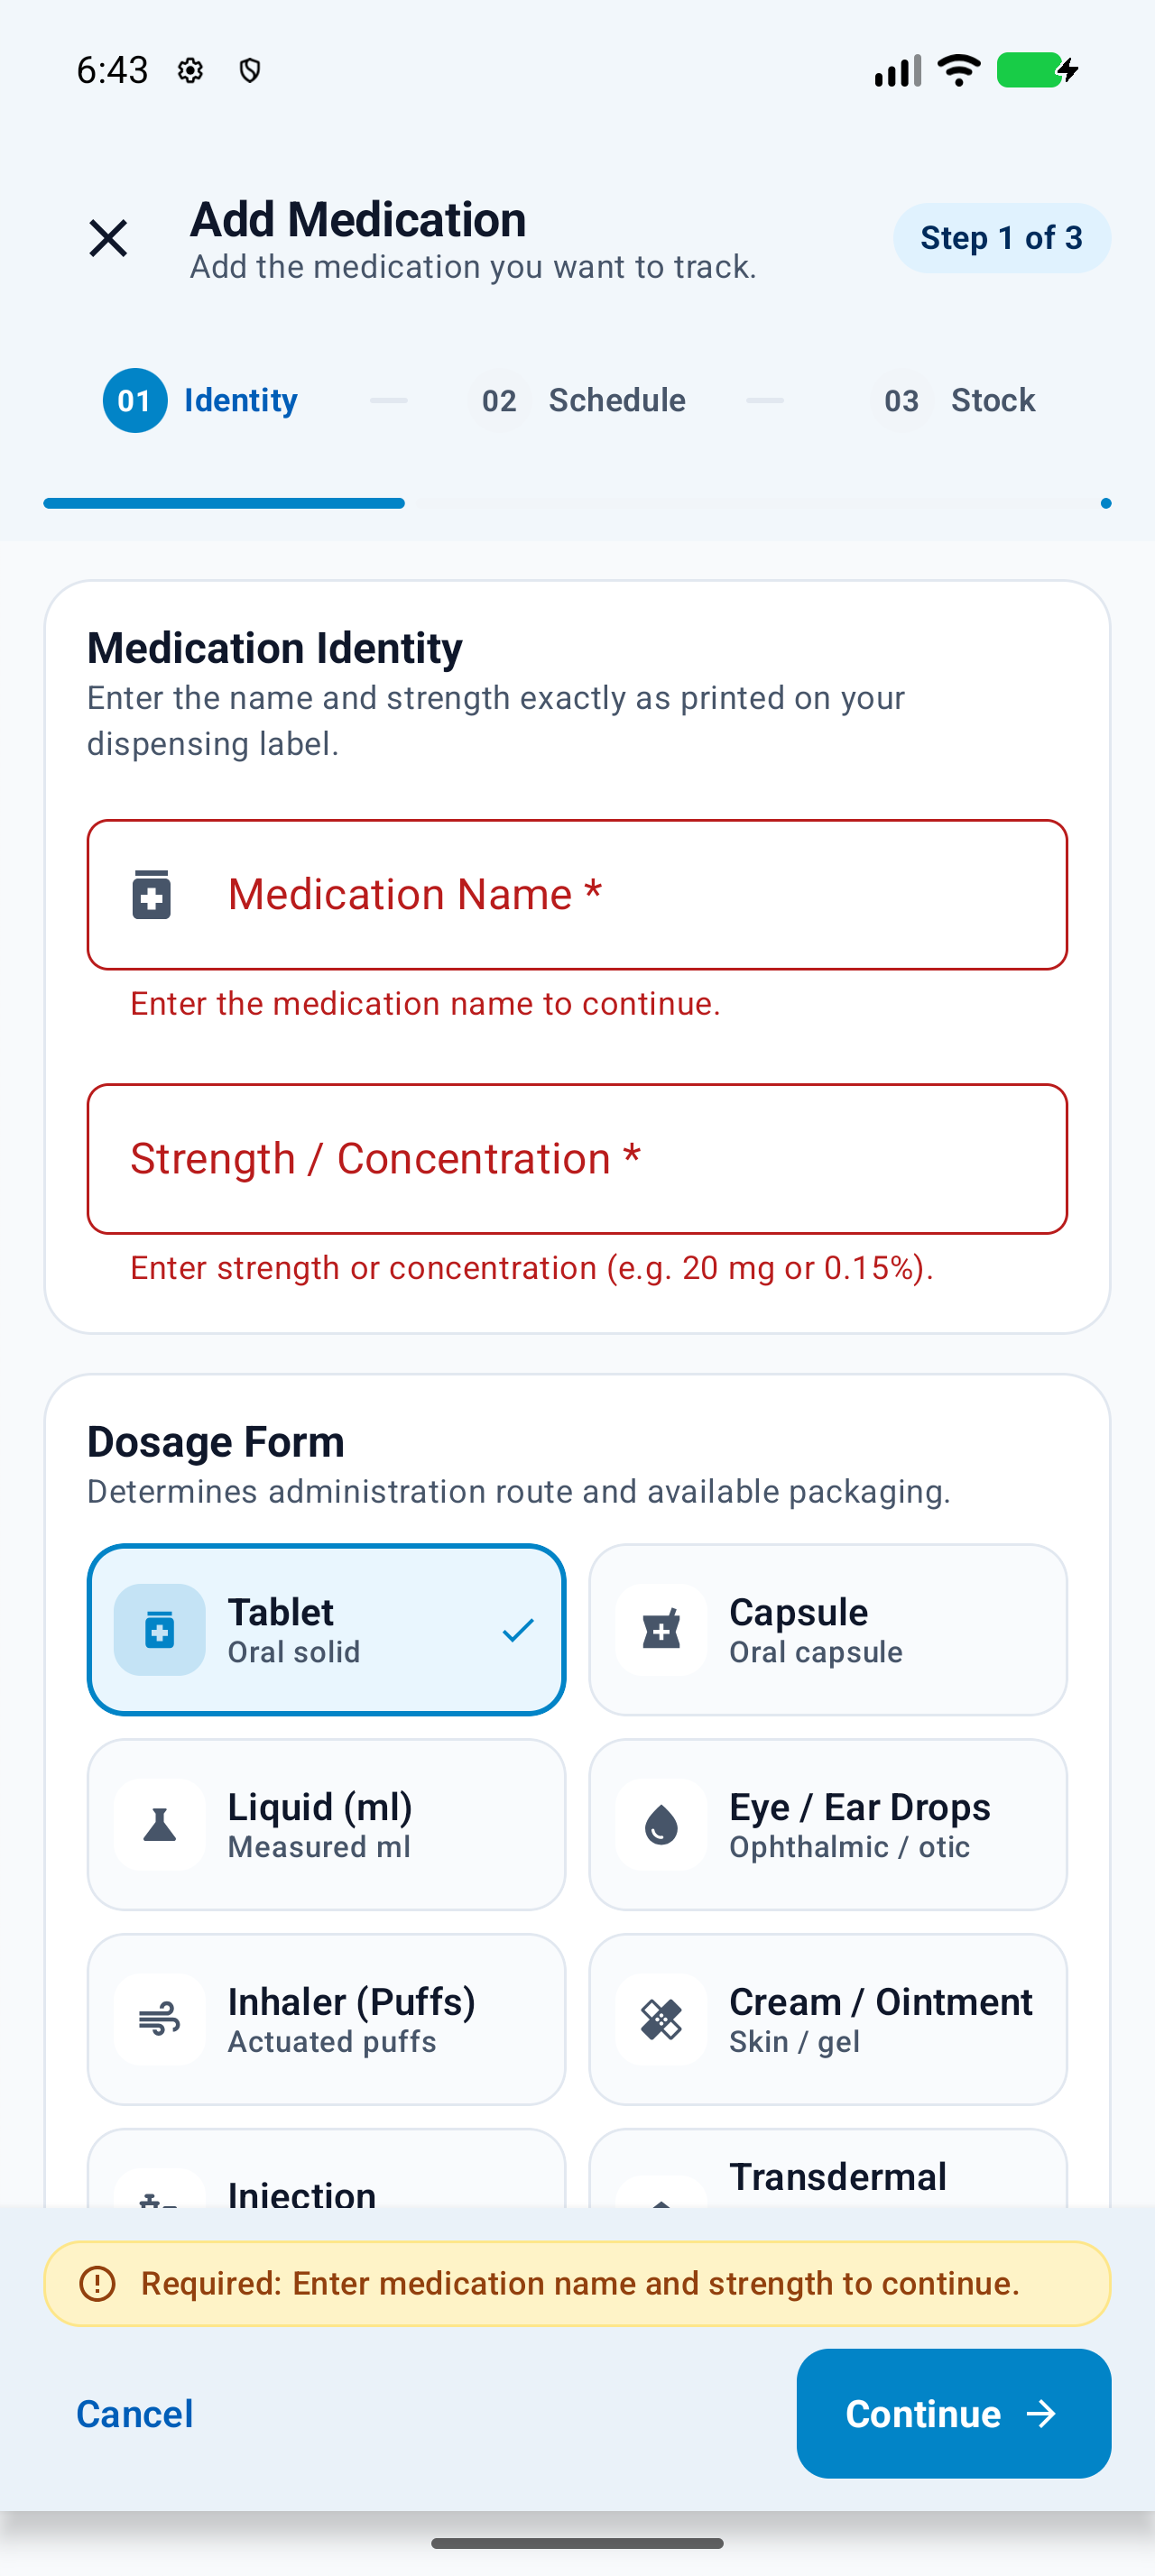 6:43
Add Medication
Add the medication you want to track.
Step 1 of 3
01 Identity
02 Schedule
03 Stock
Medication Identity
Enter the name and strength exactly as printed on your
dispensing label.
Medication Name *
Enter the medication name to continue.
Strength / Concentration *
Enter strength or concentration (e.g. 20 mg or 0.15%).
Dosage Form
Determines administration route and available packaging.
Tablet
Oral solid
Capsule
Oral capsule
Liquid (ml)
Measured ml
Eye / Ear Drops
Ophthalmic / otic
Inhaler (Puffs)
Actuated puffs
Cream / Ointment
Skin / gel
Injection
Transdermal
Required: Enter medication name and strength to continue.
Cancel
Continue